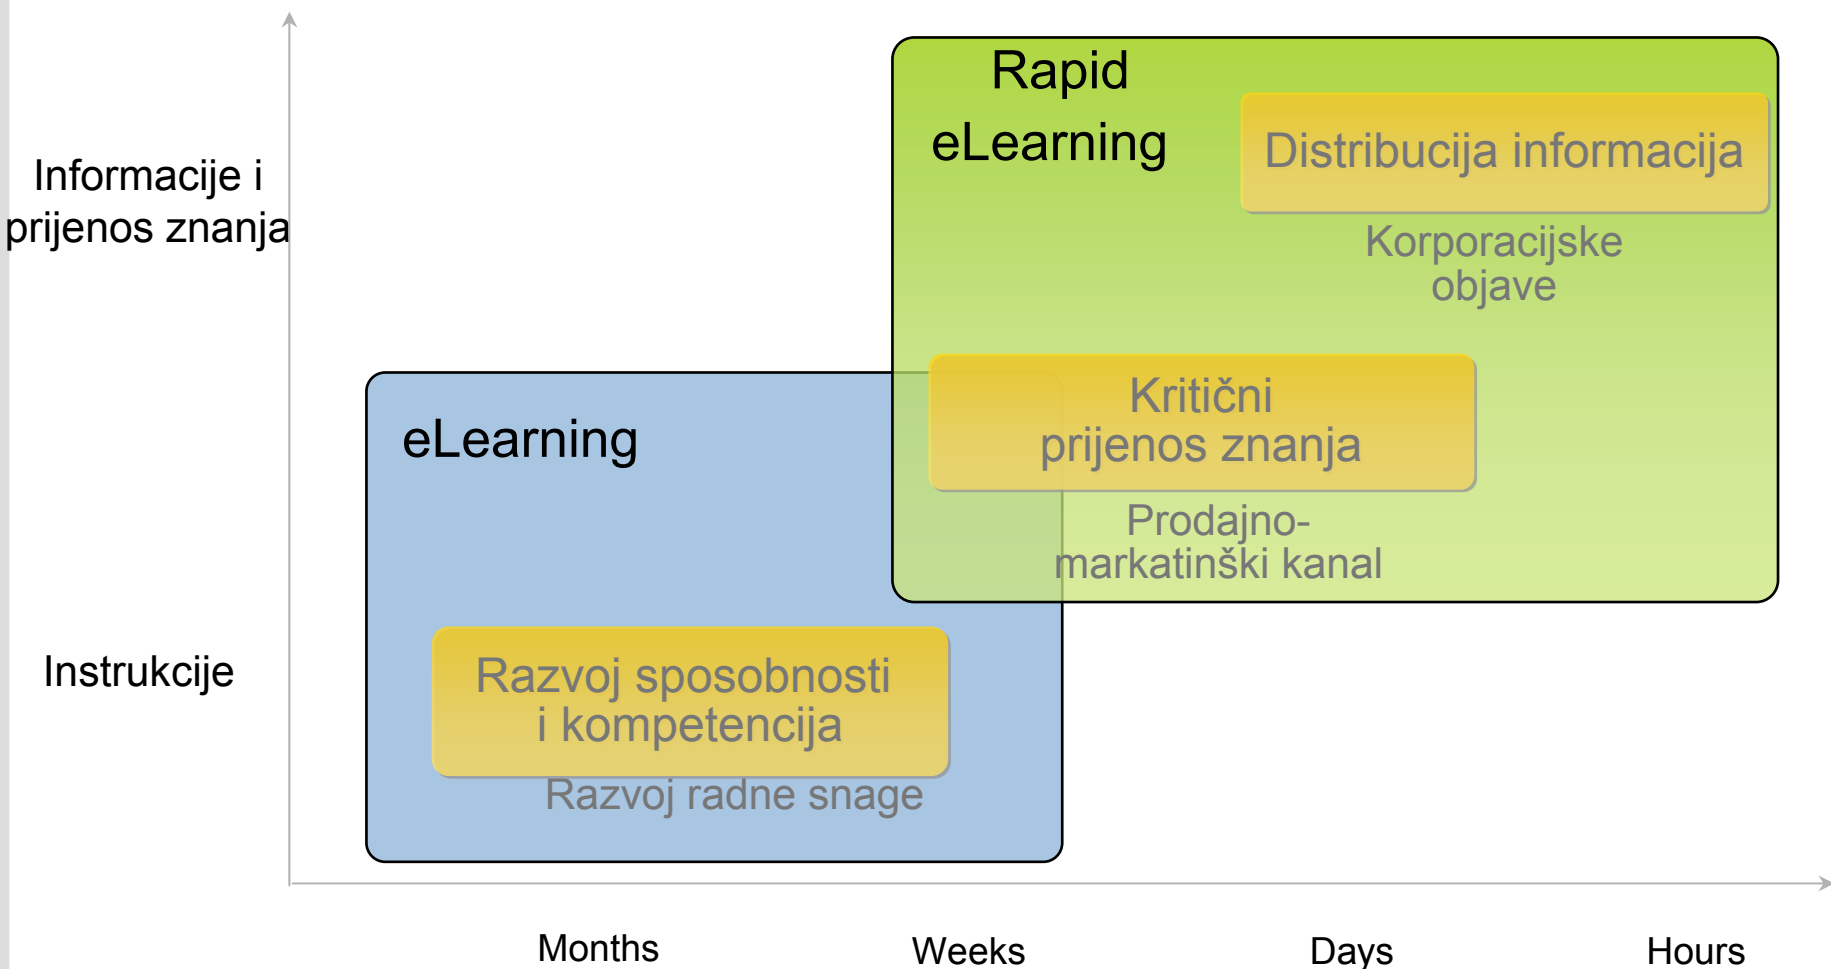 Rapid
eLearning
Distribucija informacija
Informacije i
prijenos znanja
Korporacijske
objave
Kritični
prijenos znanja
eLearning
Prodajno-
markatinški kanal
Instrukcije
Razvoj sposobnosti
i kompetencija
Razvoj radne snage
Months
Weeks
Days
Hours